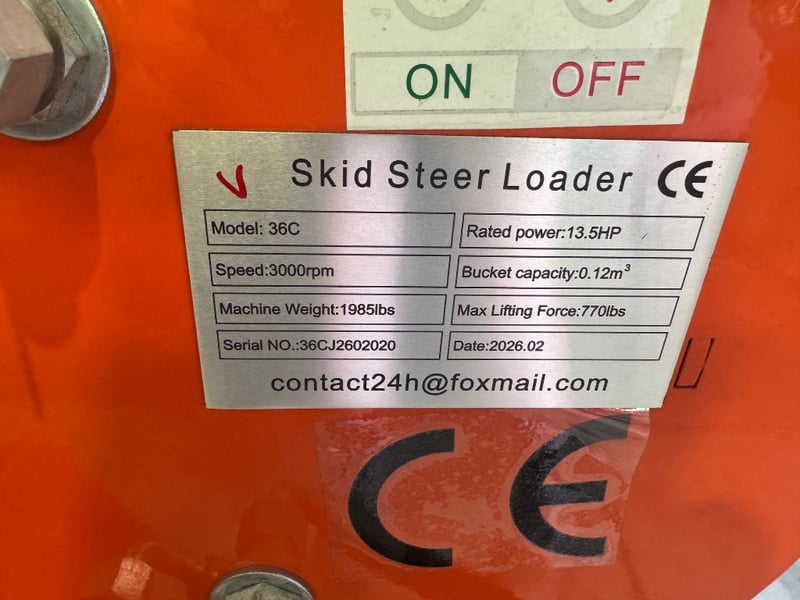 ON OFF
V Skid Steer Loader CE
Model: 36C
Rated power:13.5HP
Speed:3000rpm
Bucket capacity:0.12m³
Machine Weight:1985lbs
Max Lifting Force:770lbs
Serial NO.:36CJ2602020
Date:2026.02
contact24h@foxmail.com
CE